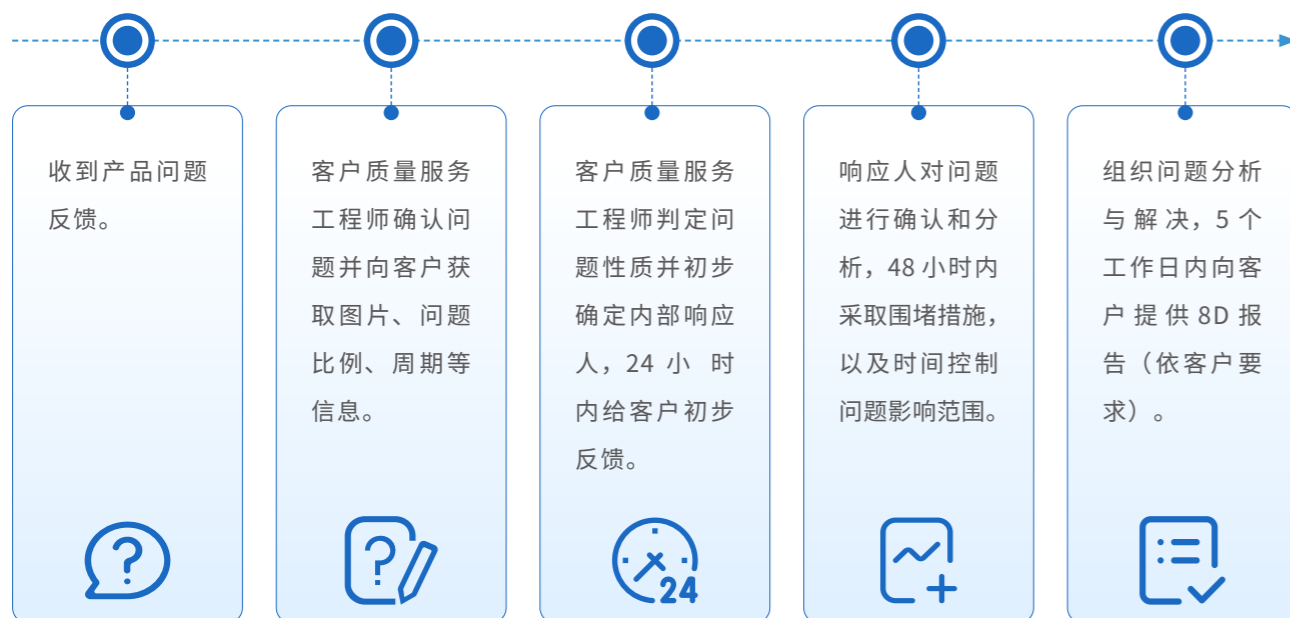 收到产品问题
反馈。
客户质量服务
工程师确认问
题并向客户获
取图片、问题
比例、周期等
信息。
客户质量服务
工程师判定问
题性质并初步
确定内部响应
人，24 小 时
内给客户初步
反馈。
响应人对问题
进行确认和分
析，48 小时内
采取围堵措施，
以及时间控制
问题影响范围。
组织问题分析
与解决，5 个
工作日内向客
户提供 8D 报
告（依客户要
求）。
24